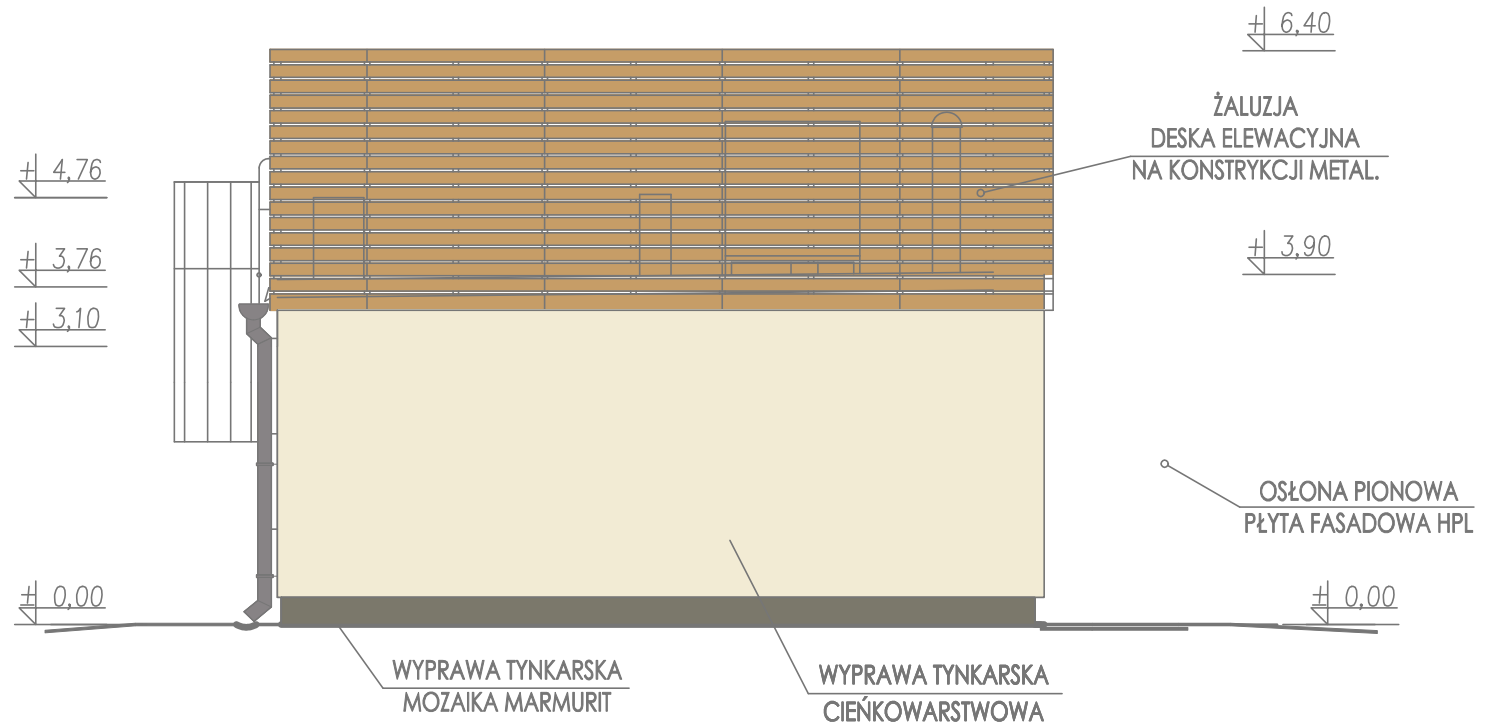 + 6,40
ŻALUZJA
DESKA ELEWACYJNA
NA KONSTRYKCJI METAL.
+ 4,76
+ 3,76
+ 3,90
+ 3,10
OSŁONA PIONOWA
PŁYTA FASADOWA HPL
± 0,00
± 0,00
WYPRAWA TYNKARSKA
MOZAIKA MARMURIT
WYPRAWA TYNKARSKA
CIEŃKOWARSTWOWA